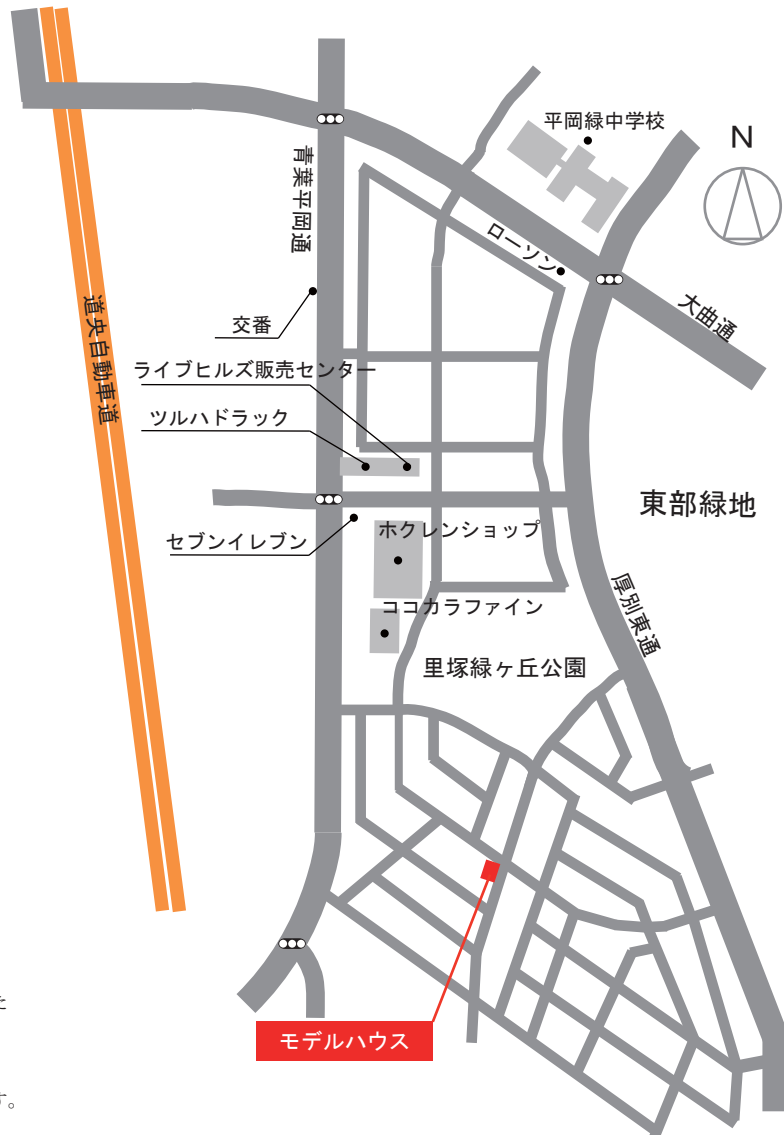 平岡緑中学校
N
青葉平岡通
ローソン
大曲通
道央自動車道
交番
ライブヒルズ販売センター
ツルハドラック
東部緑地
ホクレンショップ
セブンイレブン
厚別東通
ココカラファイン
里塚緑ヶ丘公園
た
モデルハウス
す。